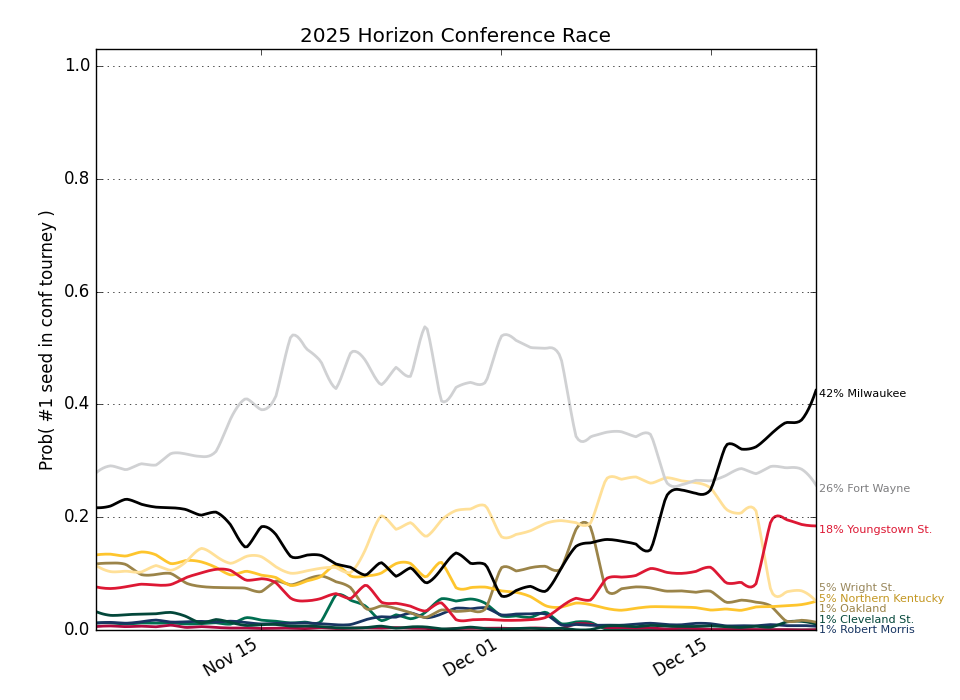 2025 Horizon Conference Race
Prob( #1 seed in conf tourney )
1.0
0.8
0.6
0.4
0.2
0.0
Nov 15
Dec 01
Dec 15
42% Milwaukee
26% Fort Wayne
18% Youngstown St.
5% Wright St.
5% Northern Kentucky
1% Oakland
1% Cleveland St.
1% Robert Morris